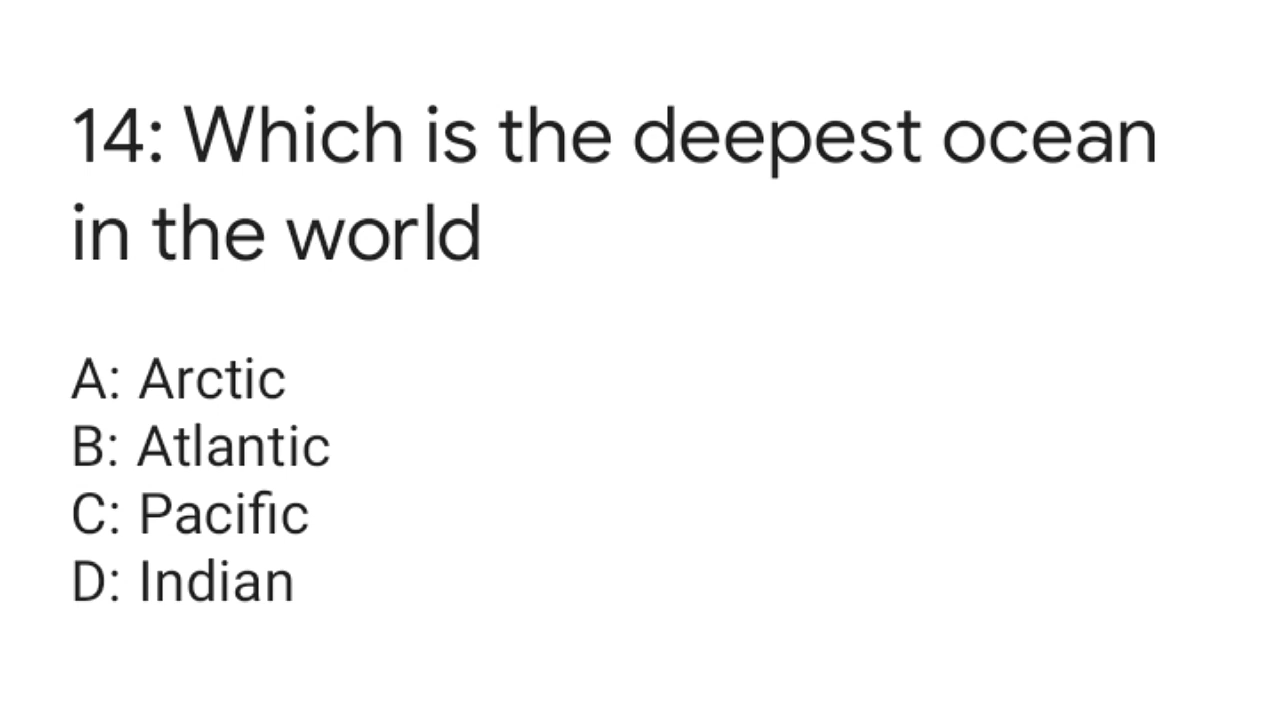 14: Which is the deepest ocean
in the world
A: Arctic
B: Atlantic
C: Pacific
D: Indian